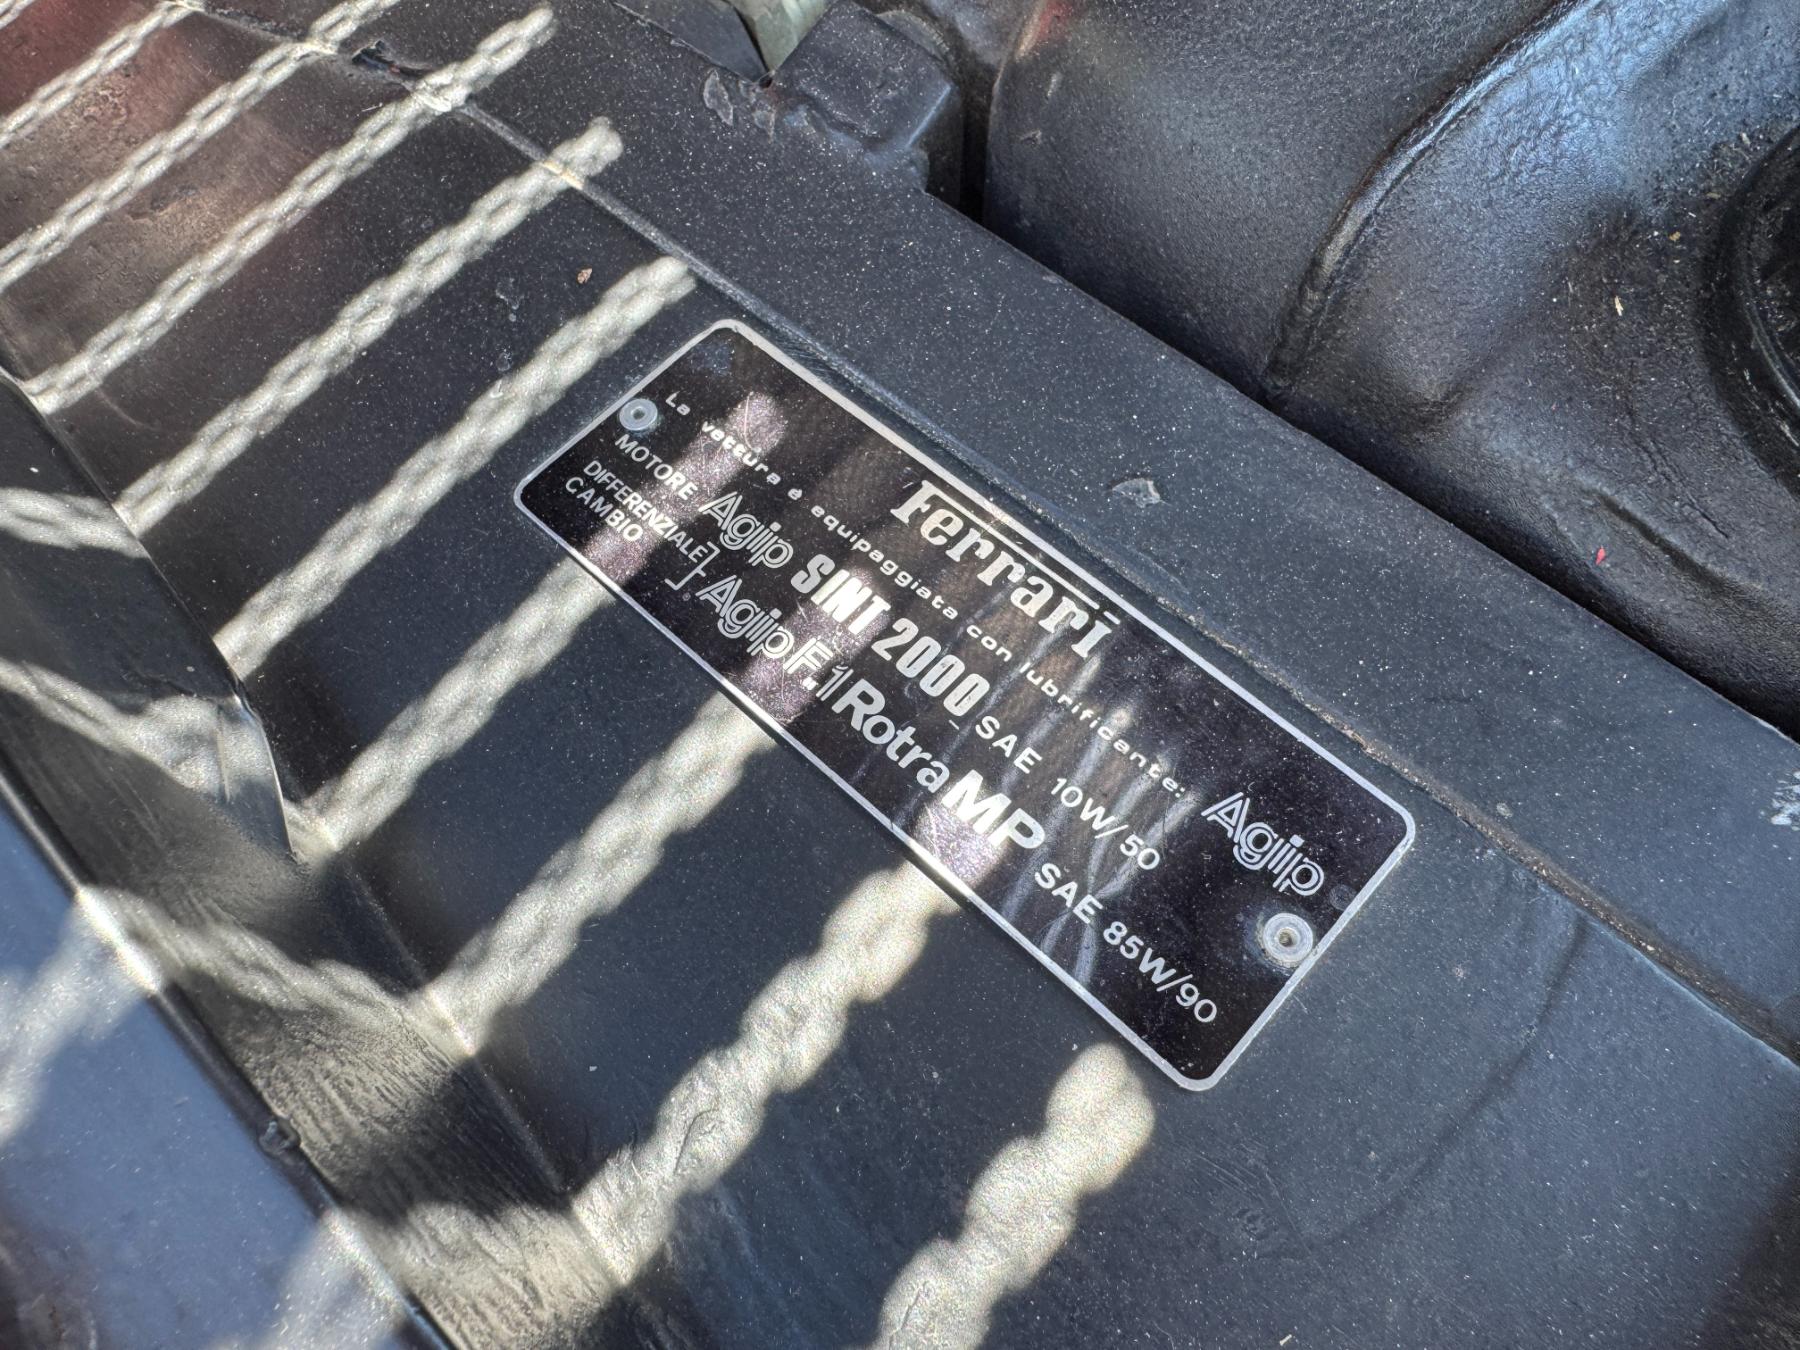 Ferrari
La vettura è equipaggiata con lubrificante: Agip
MOTORE Agip SINT 2000 SAE 10W/50
DIFFERENZIALE
CAMBIO ] - Agip F.1 Rotra MP SAE 85W/90